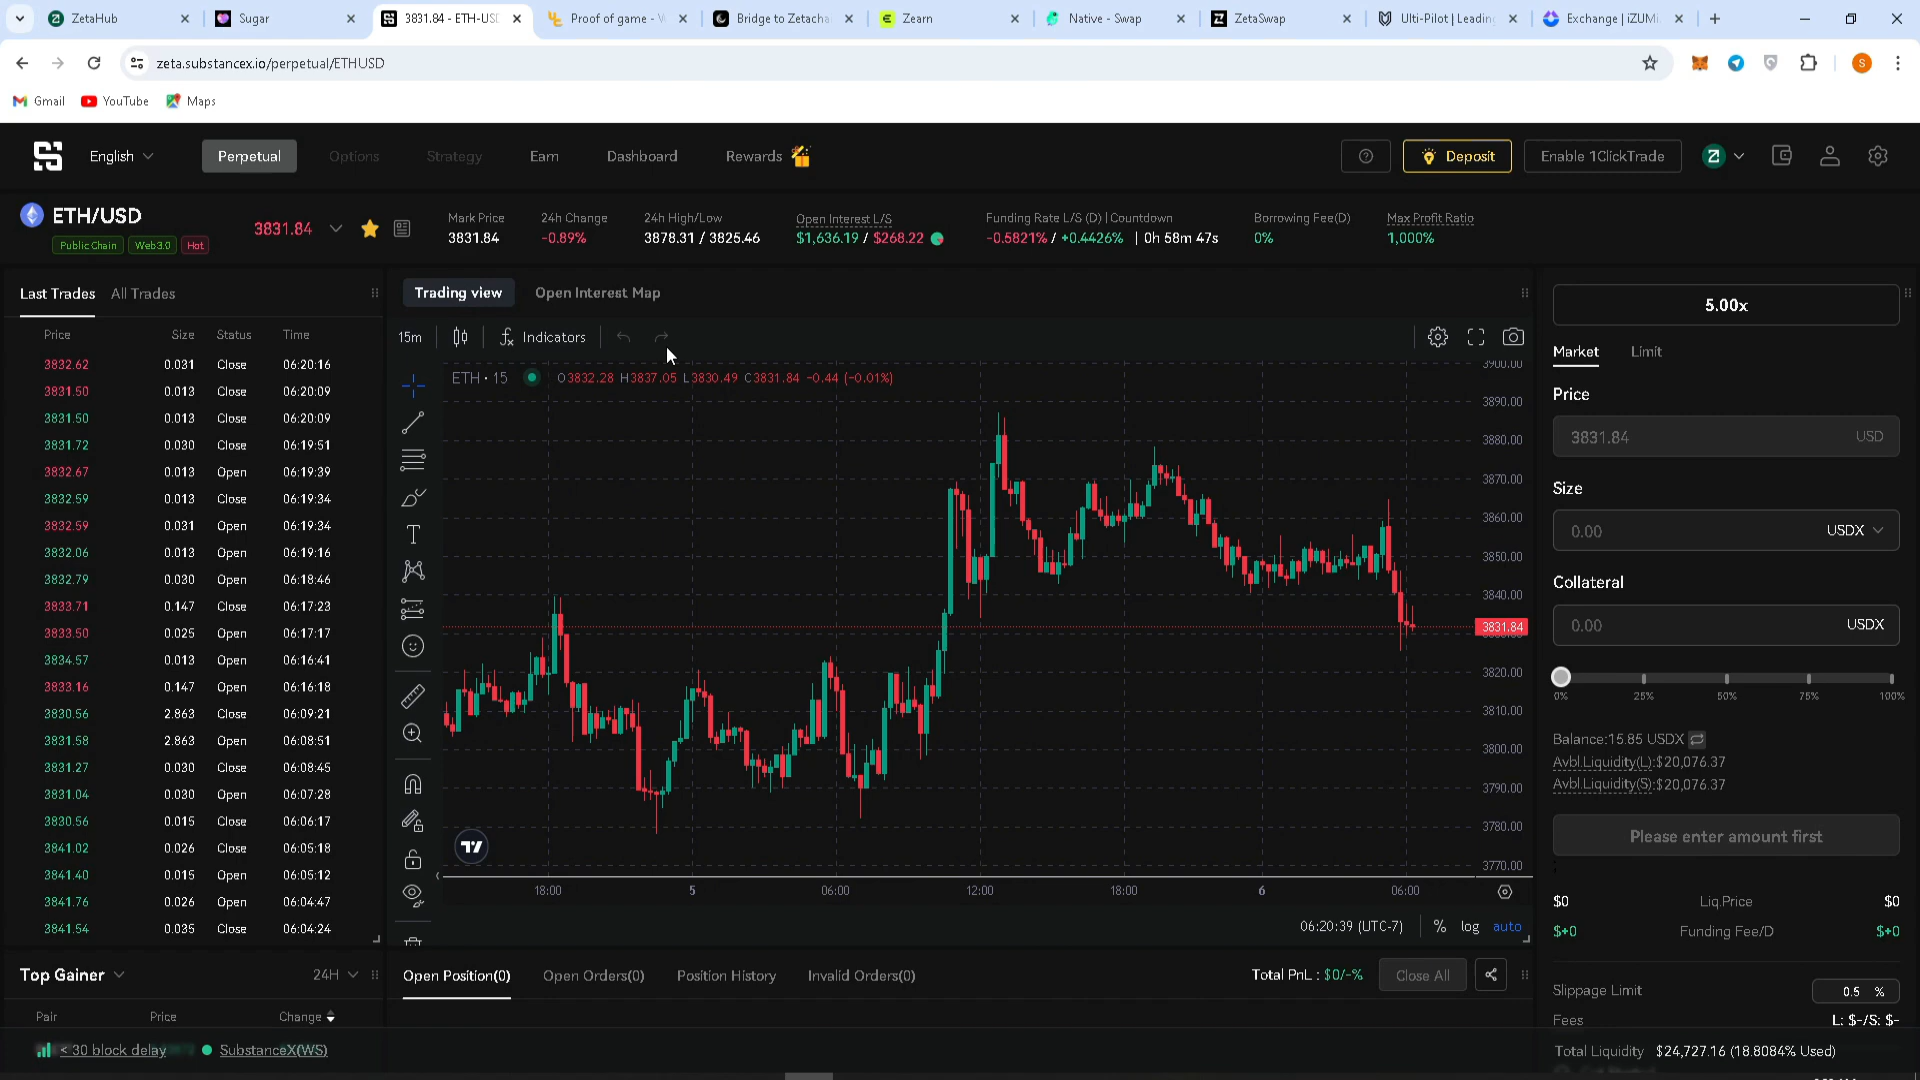 ZetaHub
Sugar
3831.84 - ETH-USD
Proof of game -
Bridge to Zetacha
Zearn
Native - Swap
ZetaSwap
Ulti-Pilot | Leading
Exchange | iZUMi
zeta.substancex.io/perpetual/ETHUSD
S
Gmail
YouTube
Maps
English
Perpetual
Options
Strategy
Earn
Dashboard
Rewards
Deposit
Enable 1ClickTrade
ETH/USD
Public Chain
Web3.0
Hot
3831.84
Mark Price
3831.84
24h Change
-0.89%
24h High/Low
3878.31 / 3825.46
Open Interest L/S
$1,636.19 / $268.22
Funding Rate L/S (D) | Countdown
-0.5821% / +0.4426% | 0h 58m 47s
Borrowing Fee(D)
0%
Max Profit Ratio
1,000%
Last Trades
All Trades
Price Size Status Time
3832.62 0.031 Close 06:20:16
3831.50 0.013 Close 06:20:09
3831.50 0.013 Close 06:20:09
3831.72 0.030 Close 06:19:51
3832.67 0.013 Open 06:19:39
3832.59 0.013 Close 06:19:34
3832.59 0.031 Open 06:19:34
3832.06 0.013 Close 06:19:16
3832.79 0.030 Open 06:18:46
3833.71 0.147 Close 06:17:23
3833.50 0.025 Open 06:17:17
3834.57 0.013 Open 06:16:41
3833.16 0.147 Open 06:16:18
3830.56 2.863 Close 06:09:21
3831.58 2.863 Open 06:08:51
3831.27 0.030 Close 06:08:45
3831.04 0.030 Open 06:07:28
3830.56 0.015 Close 06:06:17
3841.02 0.026 Close 06:05:18
3841.40 0.015 Open 06:05:12
3841.76 0.026 Open 06:04:47
3841.54 0.035 Close 06:04:24
Top Gainer
24H
Pair Price Change
< 30 block delay
SubstanceX(WS)
Trading view
Open Interest Map
15m
Indicators
ETH · 15
O3832.28 H3837.05 L3830.49 C3831.84 -0.44 (-0.01%)
3900.00
3890.00
3880.00
3870.00
3860.00
3850.00
3840.00
3831.84
3820.00
3810.00
3800.00
3790.00
3780.00
3770.00
18:00 5 06:00 12:00 18:00 6 06:00
06:20:39 (UTC-7)
%
log
auto
Open Position(0)
Open Orders(0)
Position History
Invalid Orders(0)
Total PnL : $0/-%
Close All
5.00x
Market
Limit
Price
3831.84 USD
Size
0.00 USDX
Collateral
0.00 USDX
0% 25% 50% 75% 100%
Balance:15.85 USDX
Avbl.Liquidity(L):$20,076.37
Avbl.Liquidity(S):$20,076.37
Please enter amount first
$0 Liq.Price $0
$+0 Funding Fee/D $+0
Slippage Limit 0.5 %
Fees L: $-/S: $-
Total Liquidity $24,727.16 (18.8084% Used)